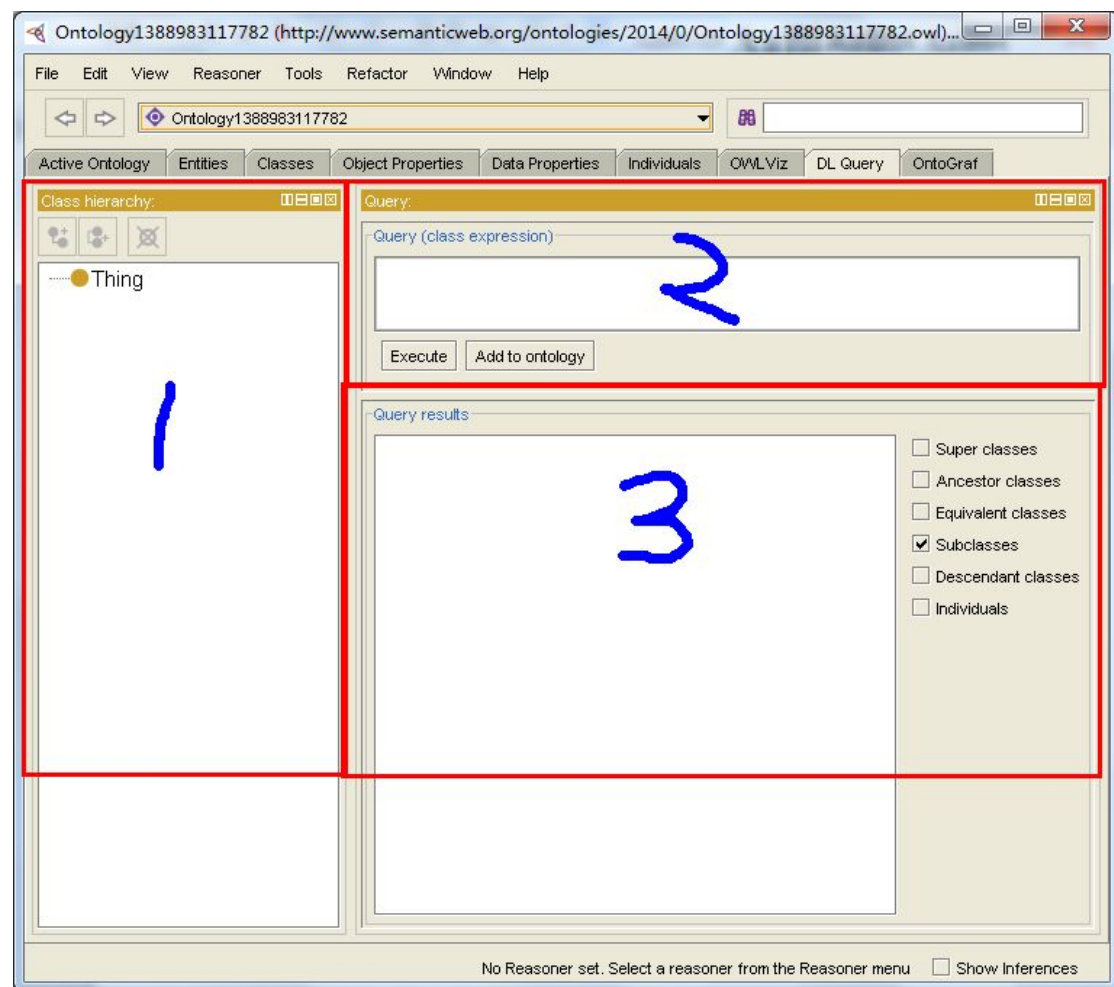 Ontology1388983117782 (http://www.semanticweb.org/ontologies/2014/0/Ontology1388983117782.owl)...
File Edit View Reasoner Tools Refactor Window Help
Ontology1388983117782
Active Ontology Entities Classes Object Properties Data Properties Individuals OWLViz DL Query OntoGraf
Class hierarchy:
Thing
1
Query:
Query (class expression)
2
Execute Add to ontology
Query results
3
Super classes
Ancestor classes
Equivalent classes
Subclasses
Descendant classes
Individuals
No Reasoner set. Select a reasoner from the Reasoner menu Show Inferences